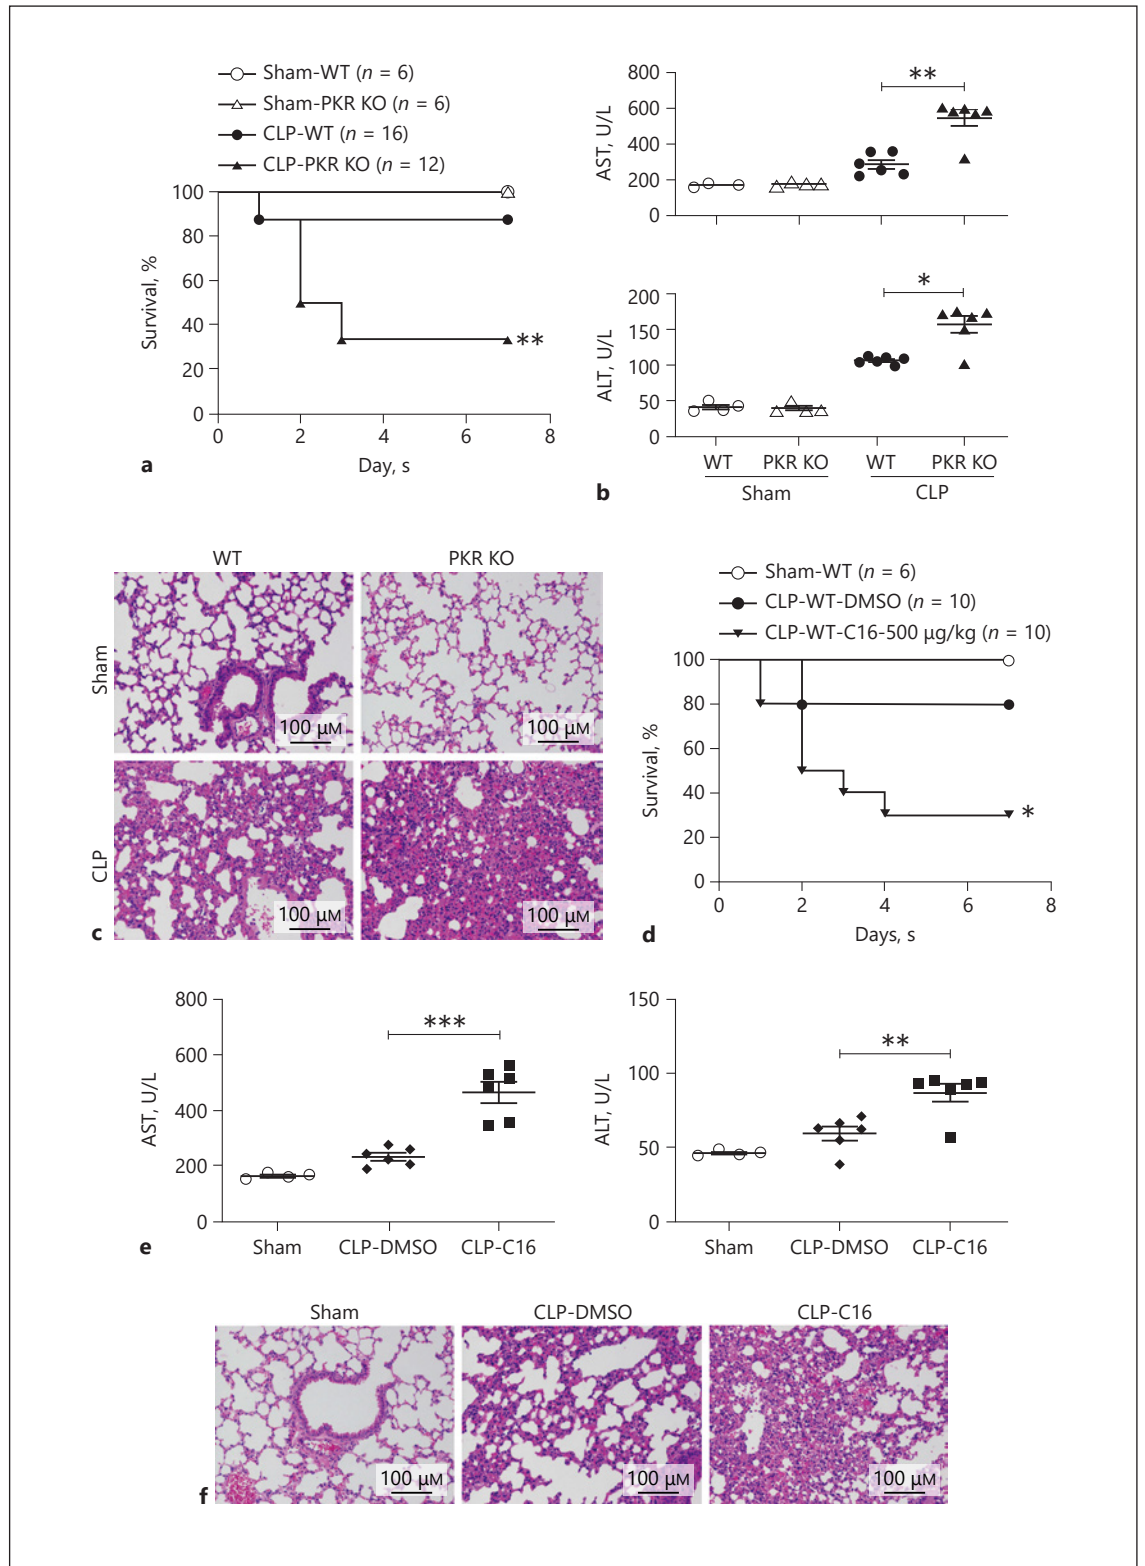 Sham-WT (n = 6)
Sham-PKR KO (n = 6)
CLP-WT (n = 16)
CLP-PKR KO (n = 12)
100
80
60
40
20
0
Survival, %
**
0 2 4 6 8
Day, s
a
800
600
400
200
0
AST, U/L
**
200
150
100
50
0
ALT, U/L
*
WT PKR KO WT PKR KO
Sham CLP
b
WT PKR KO
Sham
100 µM 100 µM
CLP
100 µM 100 µM
c
Sham-WT (n = 6)
CLP-WT-DMSO (n = 10)
CLP-WT-C16-500 µg/kg (n = 10)
100
80
60
40
20
0
Survival, %
*
0 2 4 6 8
Days, s
d
800
600
400
200
0
AST, U/L
***
Sham CLP-DMSO CLP-C16
150
100
50
0
ALT, U/L
**
Sham CLP-DMSO CLP-C16
e
Sham CLP-DMSO CLP-C16
100 µM 100 µM 100 µM
f